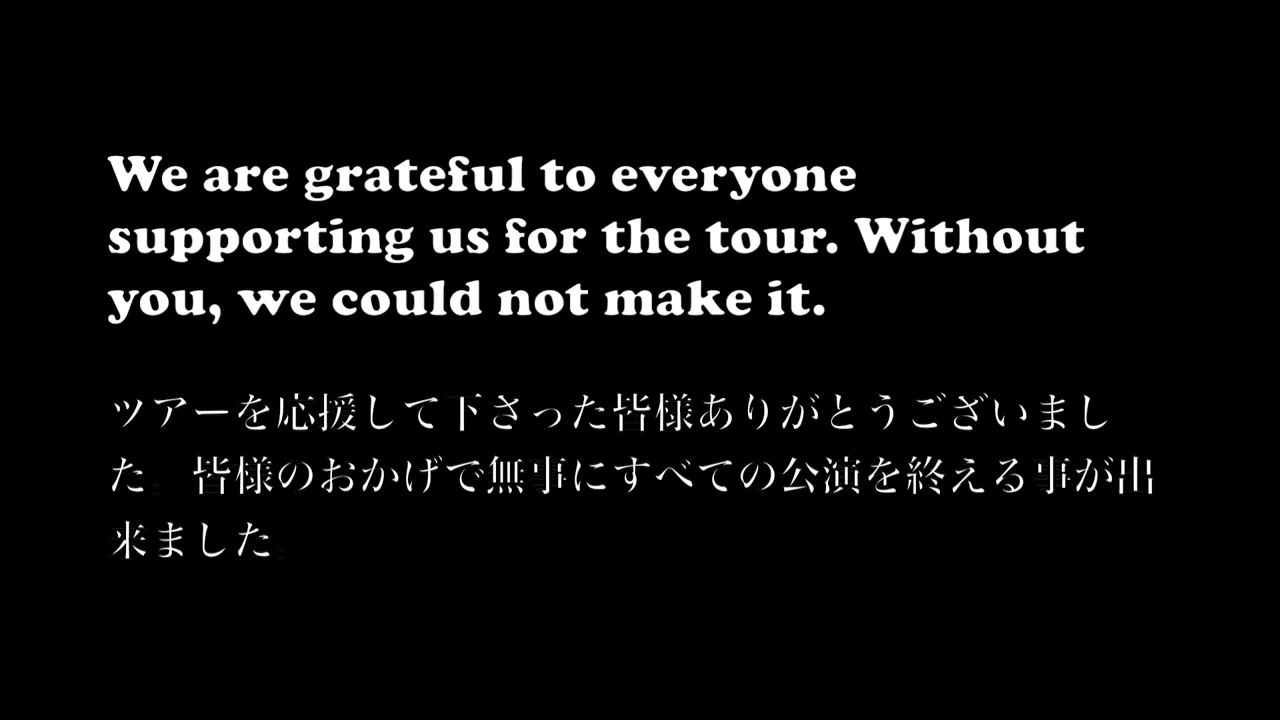 We are grateful to everyone
supporting us for the tour. Without
you, we could not make it.
ツアーを応援して下さった皆様ありがとうございまし
た。皆様のおかげで無事にすべての公演を終える事が出
来ました。